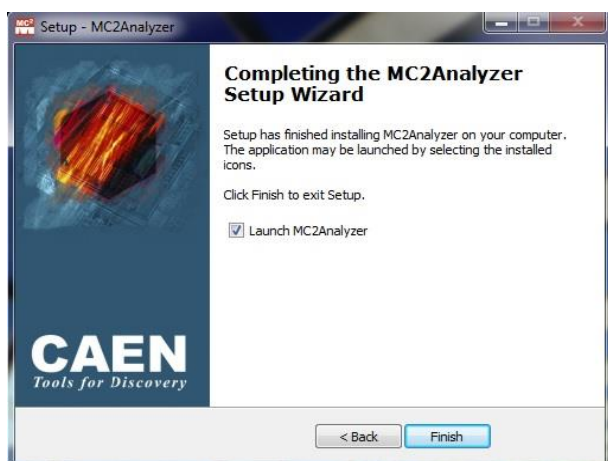 MC²
Setup - MC2Analyzer
Completing the MC2Analyzer
Setup Wizard
Setup has finished installing MC2Analyzer on your computer.
The application may be launched by selecting the installed
icons.
Click Finish to exit Setup.
Launch MC2Analyzer
CAEN
Tools for Discovery
< Back
Finish